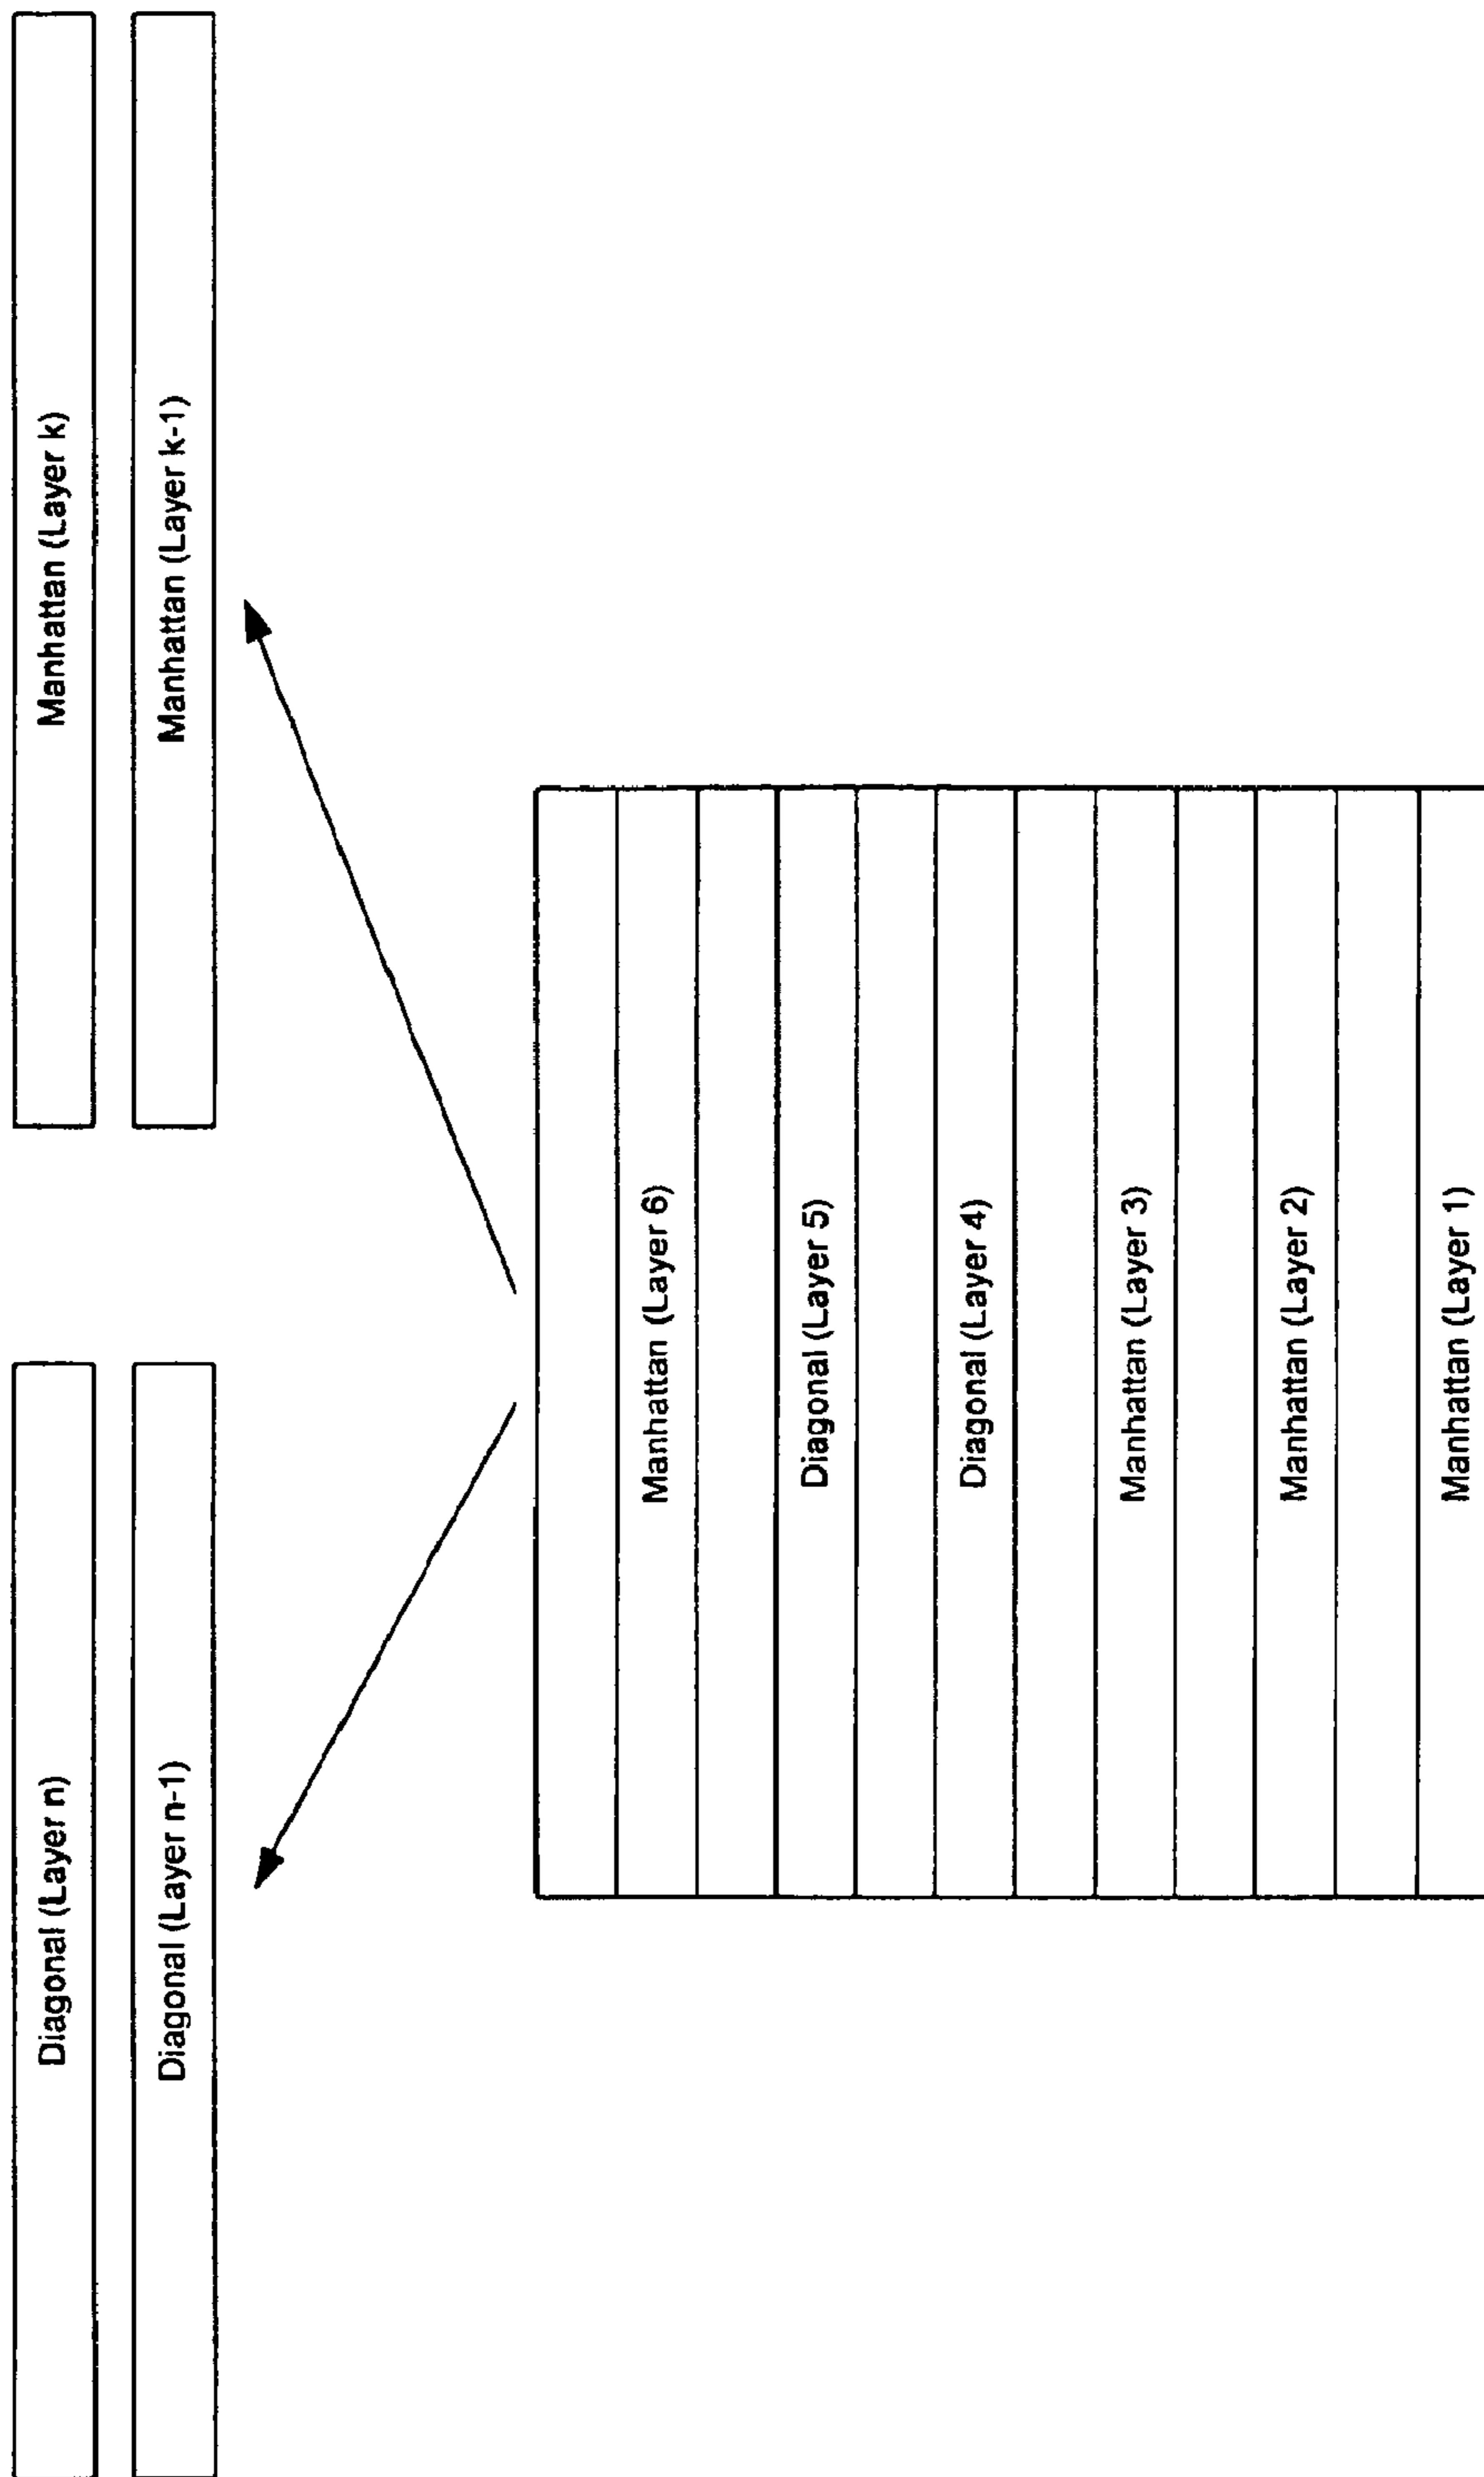 Diagonal (Layer n)
Manhattan (Layer k)
Diagonal (Layer n-1)
Manhattan (Layer k-1)
Manhattan (Layer 6)
Diagonal (Layer 5)
Diagonal (Layer 4)
Manhattan (Layer 3)
Manhattan (Layer 2)
Manhattan (Layer 1)